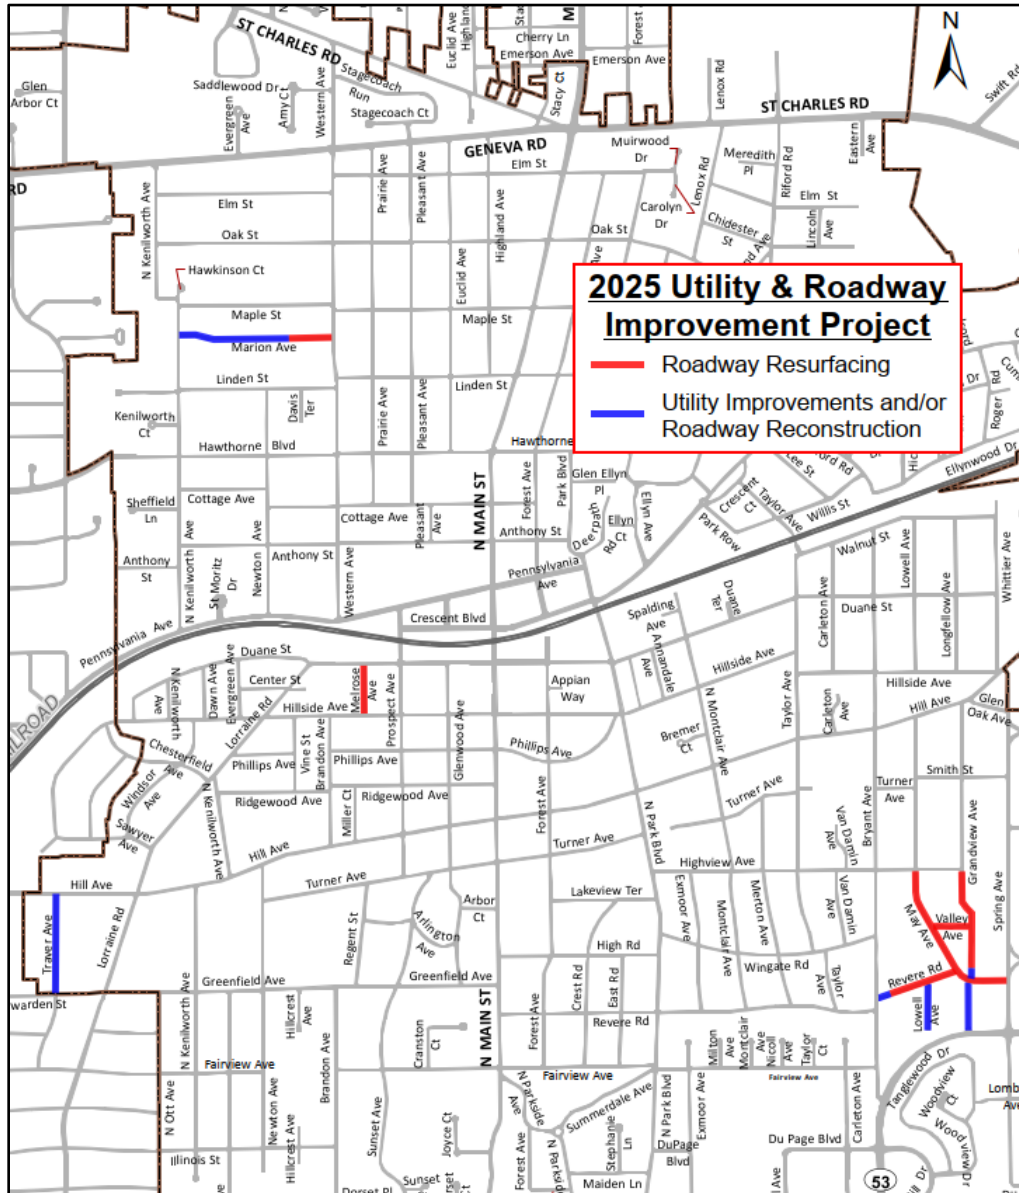 ST CHARLES RD
Euclid Ave
Highland
Cherry Ln
Emerson Ave
Forest
Emerson Ave
N
Glen
Arbor Ct
Saddlewood Dr
Amy Ct
Western Ave
Stagecoach
Run
Stagecoach Ct
Evergreen
Ave
Stacy Ct
Lenox Rd
ST CHARLES RD
Swift Rd
GENEVA RD
Elm St
Muirwood
Dr
Meredith
Pl
Riford Rd
Eastern
Ave
RD
N Kenilworth Ave
Elm St
Oak St
Prairie Ave
Pleasant Ave
Highland Ave
Euclid Ave
Oak St
Ave
Carolyn
Dr
Lenox Rd
Chidester
St
Elm St
Lincoln
Ave
nd Ave
Hawkinson Ct
Maple St
Marion Ave
Linden St
Maple St
Linden St
2025 Utility & Roadway
Improvement Project
Roadway Resurfacing
Utility Improvements and/or
Roadway Reconstruction
Dr
Roger Rd
Kenilworth
Ct
Davis
Ter
Prairie Ave
Pleasant Ave
Hawthorne Blvd
Hawthorne
N MAIN ST
Forest Ave
Park Blvd
Glen Ellyn
Pl
Ellyn Ave
Crescent
Ct
Taylor Ave
Lee St
Willis St
Ellynwood Dr
Sheffield
Ln
Cottage Ave
Cottage Ave
Pleasant
Ave
Anthony St
Deerpath
Rd
Ellyn
Ct
Park Row
Walnut St
Lowell Ave
Whittier Ave
Anthony
St
N Kenilworth Ave
St Moritz
Dr
Newton Ave
Anthony St
Western Ave
Pennsylvania
Ave
Crescent Blvd
Pennsylvania Ave
Spalding
Ave
Duane
Ter
Carleton Ave
Duane St
Longfellow Ave
Duane St
Center St
Hillside Ave
Melrose
Ave
Prospect Ave
Appian
Way
Annandale
Ave
Hillside Ave
Hillside Ave
Hill Ave
Glen
Oak Ave
N Kenilworth
Ave
Dawn Ave
Evergreen Ave
Lorraine Rd
Vine St
Brandon Ave
Glenwood Ave
Phillips Ave
Bremer
Ct
N Montclair Ave
Taylor Ave
Carleton
Ave
Chesterfield
Ave
Windsor
Ave
Sawyer
Ave
Phillips Ave
Phillips Ave
Ridgewood Ave
Ridgewood Ave
Miller Ct
N Kenilworth Ave
Hill Ave
Forest Ave
Turner Ave
N Park Blvd
Turner Ave
Highview Ave
Van Damin
Ave
Bryant Ave
Turner
Ave
Smith St
Grandview Ave
Spring Ave
Hill Ave
Traver Ave
Lorraine Rd
Turner Ave
Regent St
Arlington
Ave
Arbor
Ct
Lakeview Ter
High Rd
Crest Rd
East Rd
Exmoor Ave
Montclair Ave
Merton Ave
Van Damin
Ave
Wingate Rd
Taylor
Ave
May Ave
Valley
Ave
Revere Rd
Lowell
Ave
warden St
Greenfield Ave
Greenfield Ave
N Kenilworth Ave
Hillcrest
Ave
Brandon Ave
Cranston
Ct
N MAIN ST
Forest Ave
Revere Rd
Milton
Ave
Montclair
Ave
Nicoll
Ave
Taylor
Ct
Fairview Ave
Fairview Ave
Fairview Ave
N Ott Ave
Newton Ave
Hillcrest Ave
Sunset Ave
Joyce Ct
N Parkside
Ave
Summerdale Ave
Stephanie
Ln
N Park Blvd
Exmoor Ave
DuPage
Blvd
Du Page Blvd
Carleton Ave
Tanglewood Dr
Woodview
Ct
Woodview Dr
Lomb
Ave
Illinois St
Dorset Pl
Sunset
Forest Ave
Maiden Ln
53